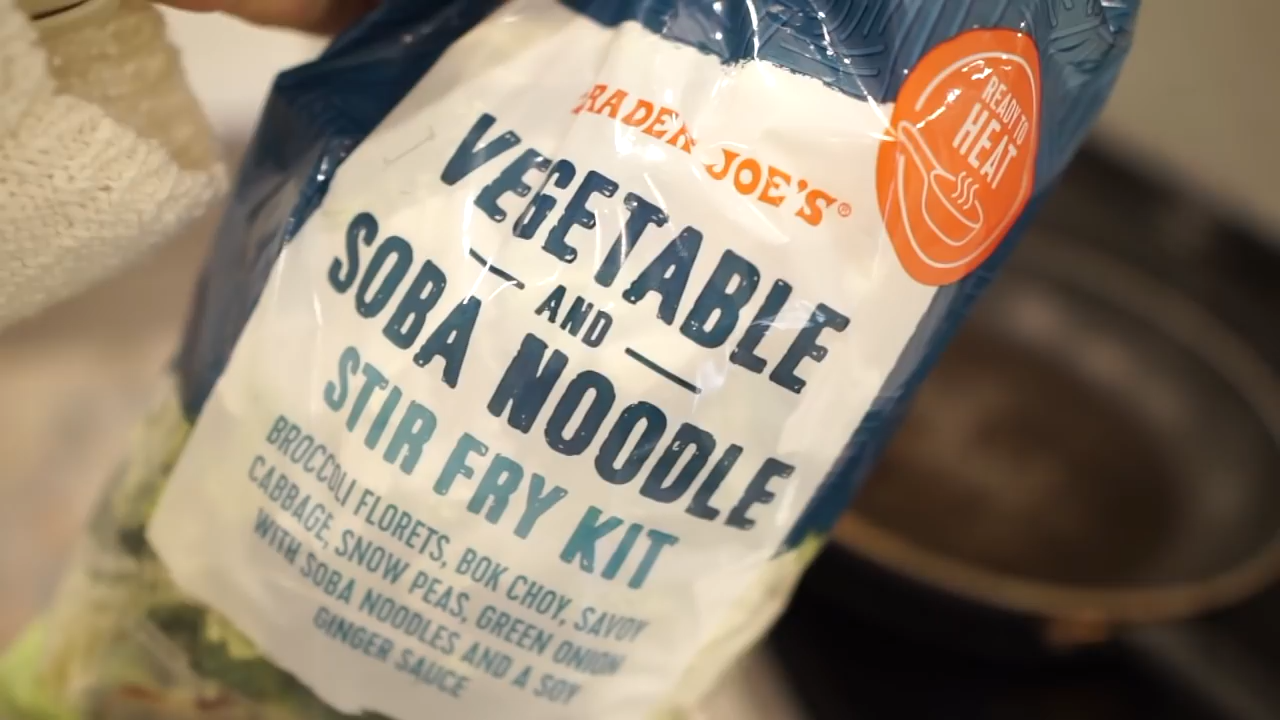 TRADER JOE'S®
READY TO
HEAT
VEGETABLE
AND
SOBA NOODLE
STIR FRY KIT
BROCCOLI FLORETS, BOK CHOY, SAVOY
CABBAGE, SNOW PEAS, GREEN ONION
WITH SOBA NOODLES AND A SOY
GINGER SAUCE